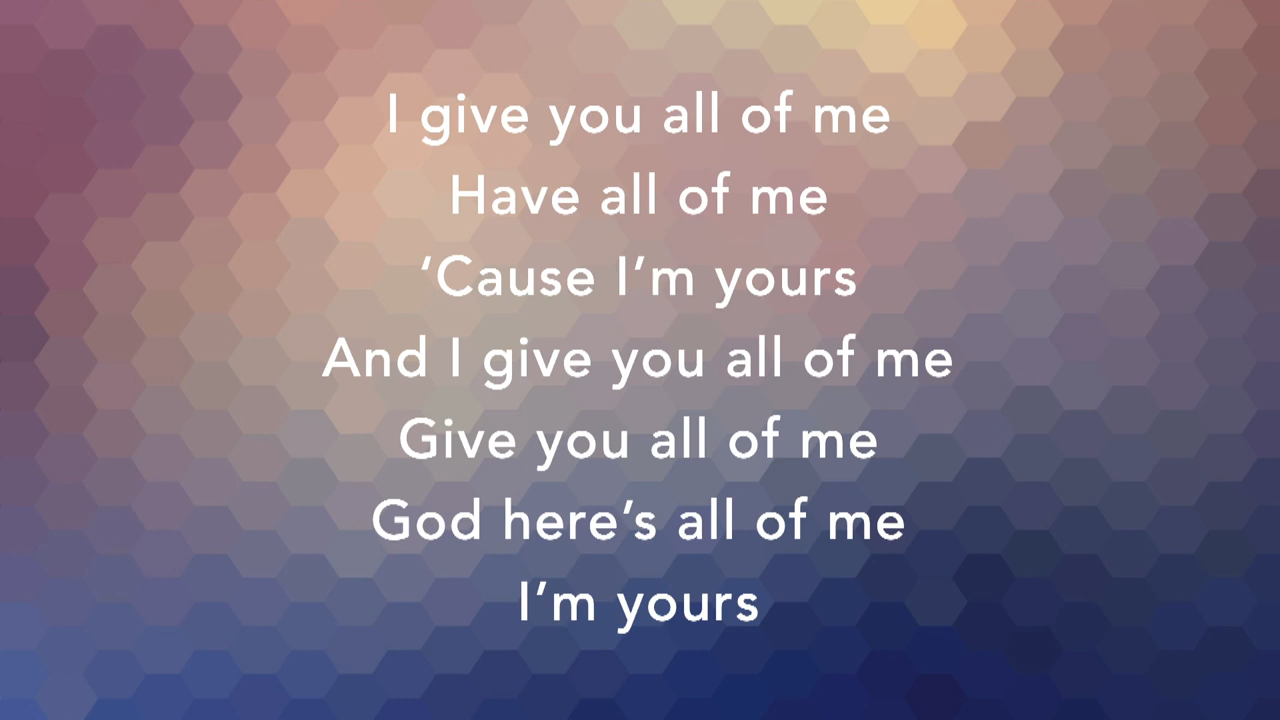 I give you all of me
Have all of me
‘Cause I’m yours
And I give you all of me
Give you all of me
God here’s all of me
I’m yours